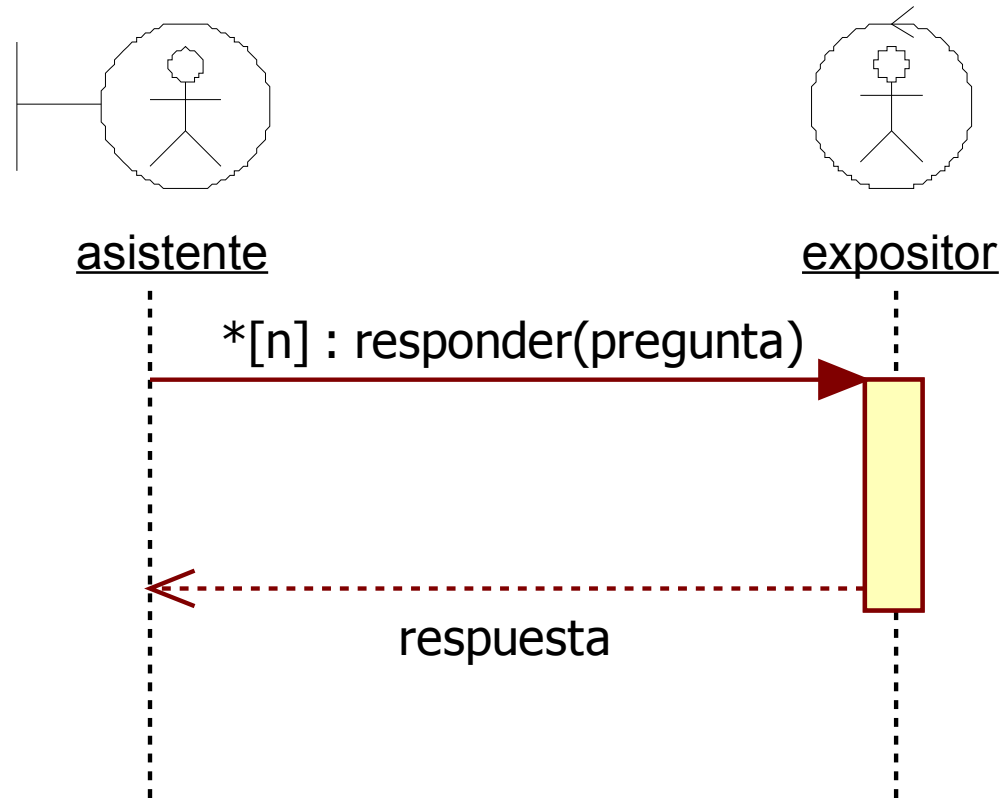 asistente
expositor
*[n] : responder(pregunta)
respuesta